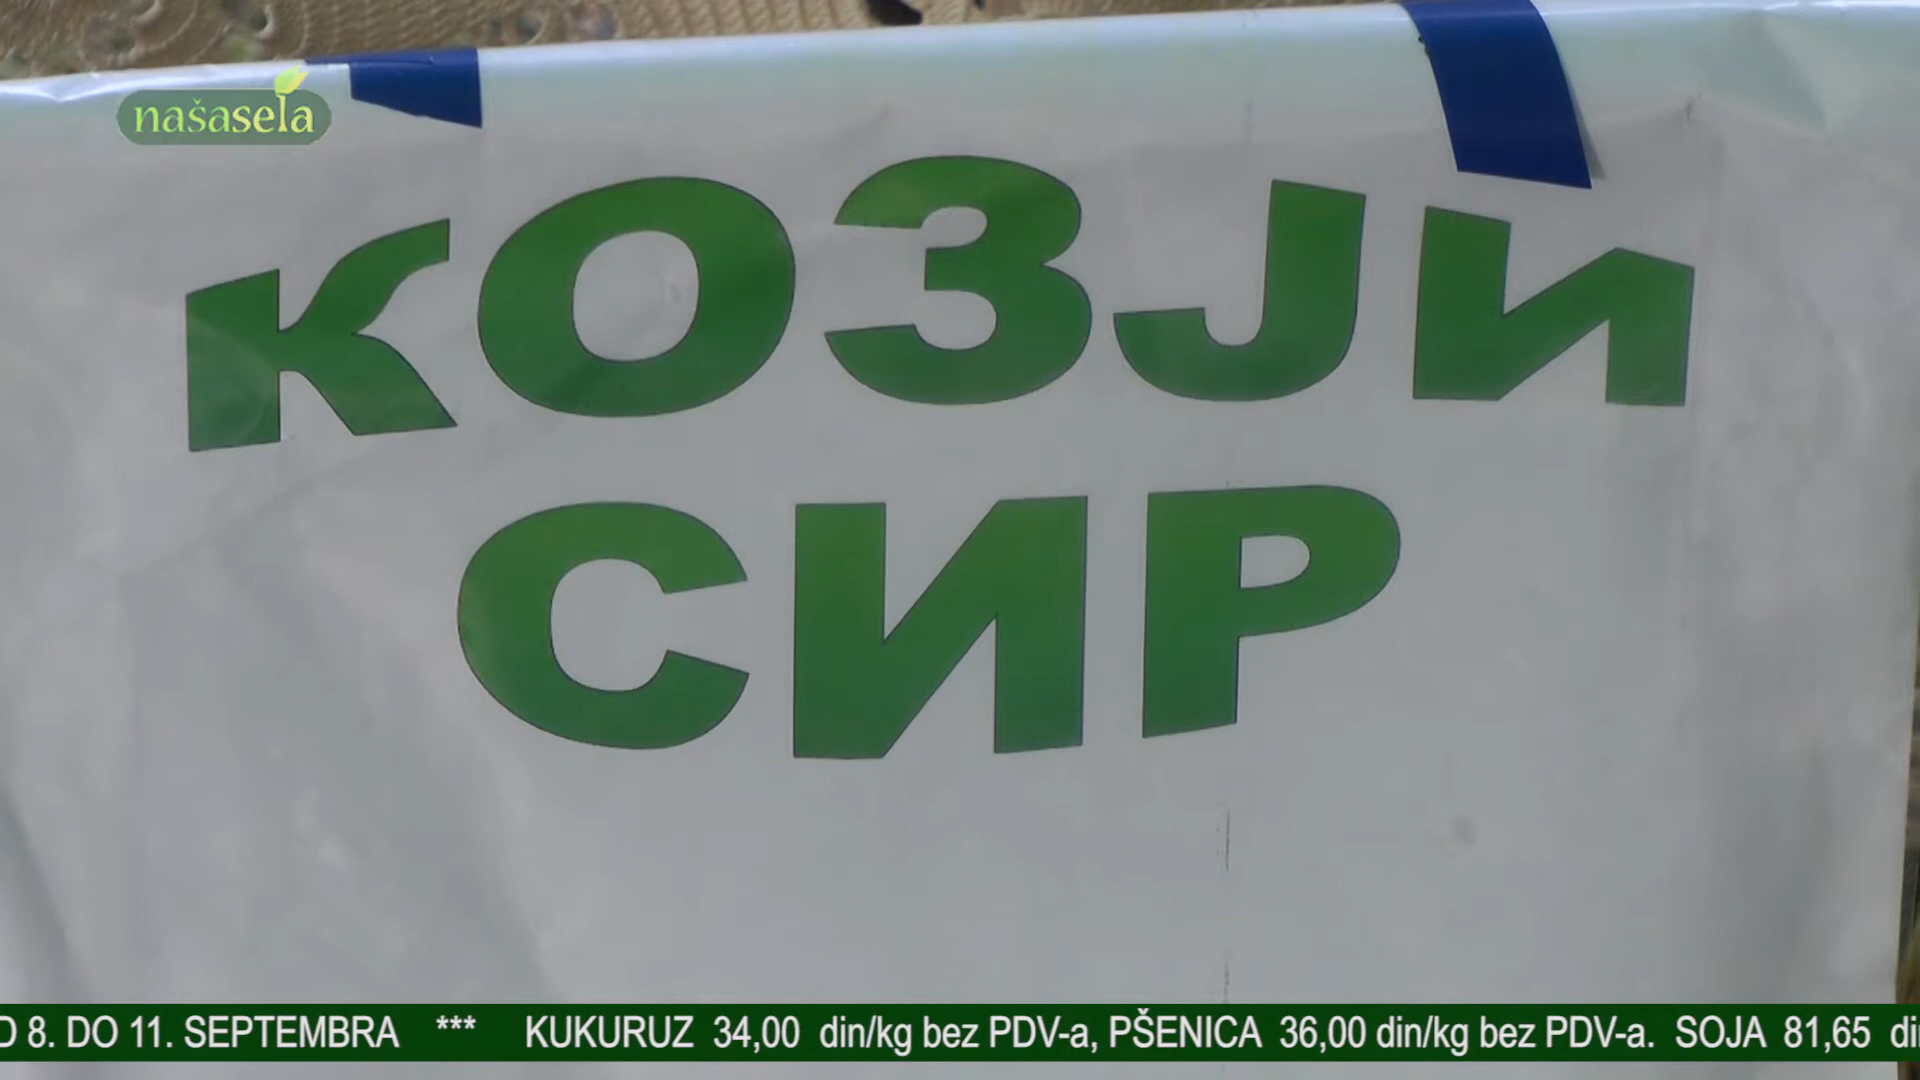 našasela
КОЗЈИ
СИР
8. DO 11. SEPTEMBRA *** KUKURUZ 34,00 din/kg bez PDV-a, PŠENICA 36,00 din/kg bez PDV-a. SOJA 81,65